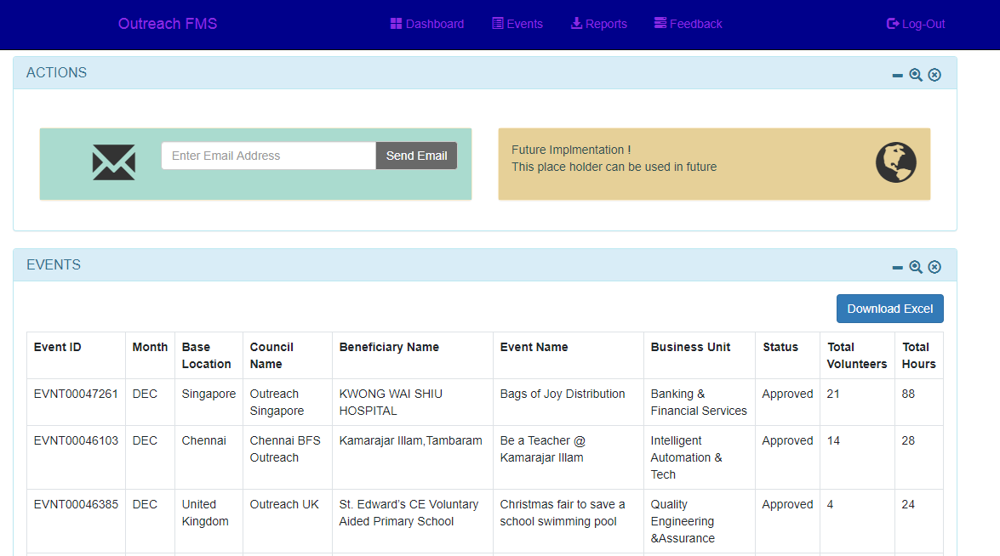 Outreach FMS Dashboard Events Reports Feedback Log-Out
ACTIONS
Enter Email Address Send Email
Future Implmentation !
This place holder can be used in future
EVENTS
Download Excel
Event ID Month Base Location Council Name Beneficiary Name Event Name Business Unit Status Total Volunteers Total Hours
EVNT00047261 DEC Singapore Outreach Singapore KWONG WAI SHIU HOSPITAL Bags of Joy Distribution Banking & Financial Services Approved 21 88
EVNT00046103 DEC Chennai Chennai BFS Outreach Kamarajar Illam,Tambaram Be a Teacher @ Kamarajar Illam Intelligent Automation & Tech Approved 14 28
EVNT00046385 DEC United Kingdom Outreach UK St. Edward's CE Voluntary Aided Primary School Christmas fair to save a school swimming pool Quality Engineering &Assurance Approved 4 24